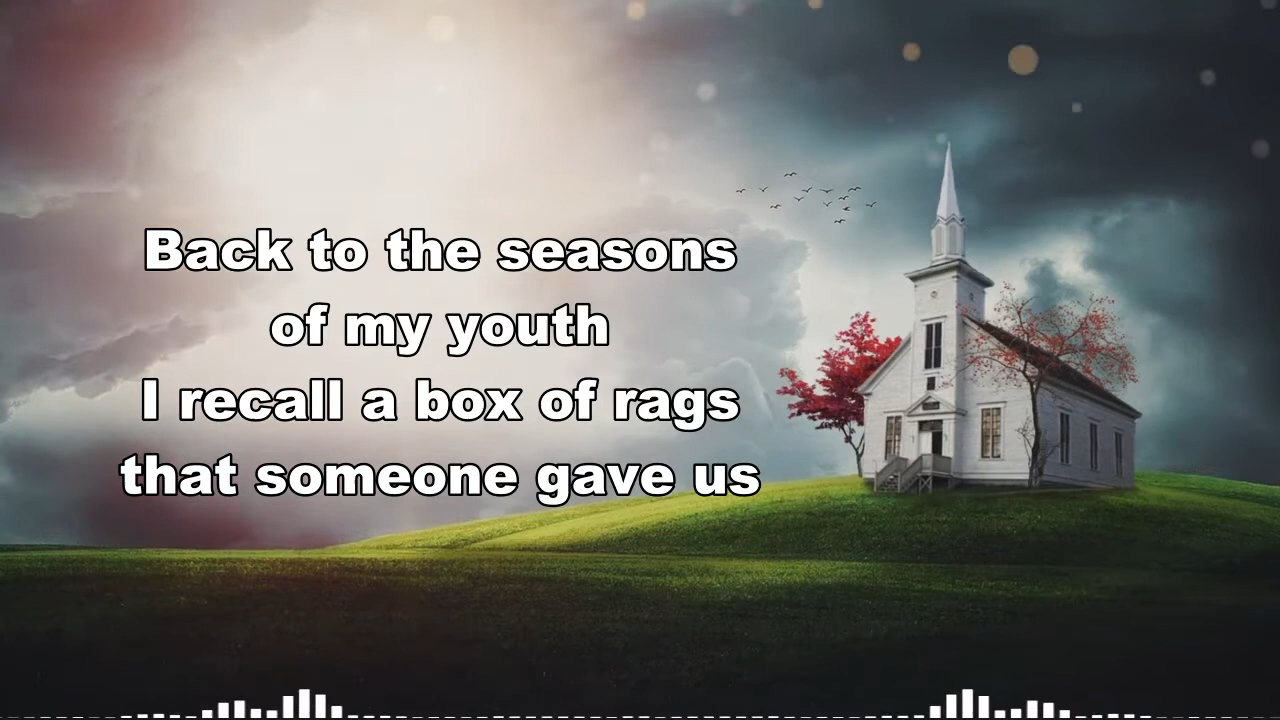 Back to the seasons
of my youth
I recall a box of rags
that someone gave us